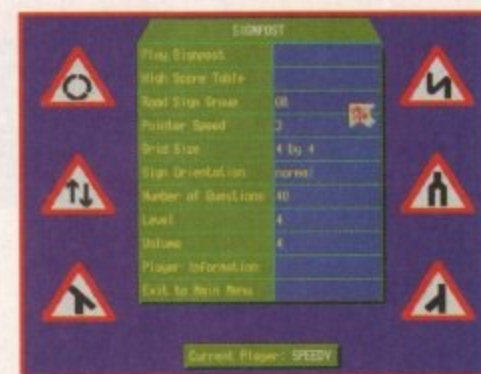 SIGNPOST
Play Signpost
High Score Table
Road Sign Group GB
Pointer Speed 3
Grid Size 4 by 4
Sign Orientation normal
Number of Questions 40
Level 4
Volume 4
Player Information
Exit to Main Menu
Current Player: SPEEDY